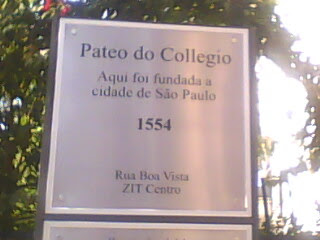 Pateo do Collegio
Aqui foi fundada a
cidade de São Paulo
1554
Rua Boa Vista
ZIT Centro